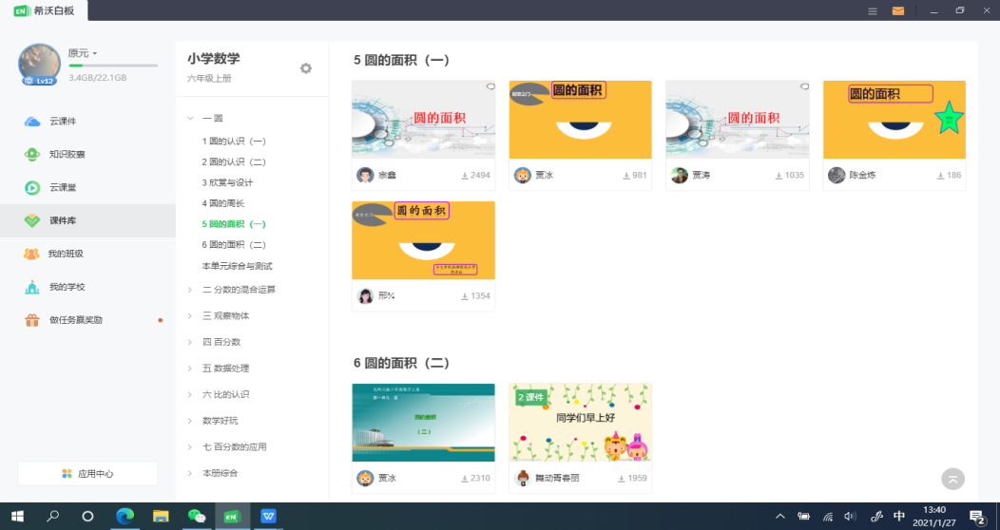 EN 希沃白板
原元
3.4GB/22.1GB
Lv12
云课件
知识胶囊
云课堂
课件库
我的班级
我的学校
做任务赢奖励
应用中心
小学数学
六年级上册
一 圆
1 圆的认识（一）
2 圆的认识（二）
3 欣赏与设计
4 圆的周长
5 圆的面积（一）
6 圆的面积（二）
本单元综合与测试
二 分数的混合运算
三 观察物体
四 百分数
五 数据处理
六 比的认识
数学好玩
七 百分数的应用
本册综合
5 圆的面积（一）
圆的面积
宗鑫 2494
圆的面积
贾冰 981
圆的面积
贾涛 1035
圆的面积
陈金炼 186
圆的面积
邢¾ 1354
6 圆的面积（二）
圆的面积
（二）
贾冰 2310
2 课件
同学们早上好
舞动青春丽 1959
EN
中
13:40
2021/1/27
2